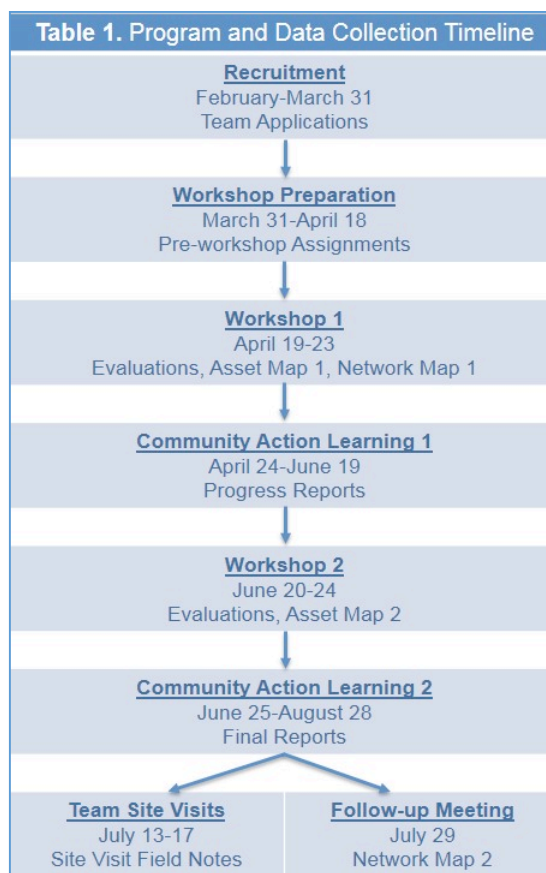 Table 1. Program and Data Collection Timeline
Recruitment
February-March 31
Team Applications
Workshop Preparation
March 31-April 18
Pre-workshop Assignments
Workshop 1
April 19-23
Evaluations, Asset Map 1, Network Map 1
Community Action Learning 1
April 24-June 19
Progress Reports
Workshop 2
June 20-24
Evaluations, Asset Map 2
Community Action Learning 2
June 25-August 28
Final Reports
Team Site Visits
July 13-17
Site Visit Field Notes
Follow-up Meeting
July 29
Network Map 2